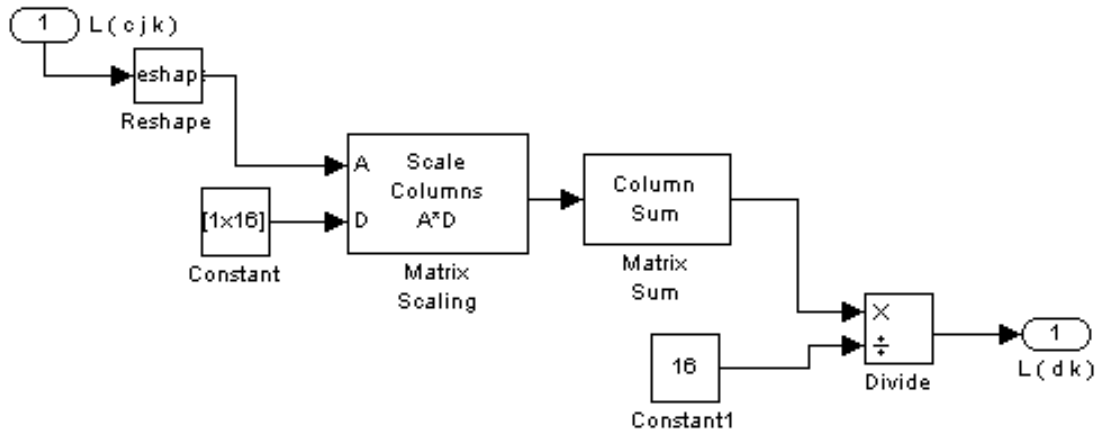 1
L(cjk)
eshap
Reshape
A
D
Scale
Columns
A*D
Matrix
Scaling
[1x16]
Constant
Column
Sum
Matrix
Sum
16
Constant1
×
÷
Divide
1
L(dk)